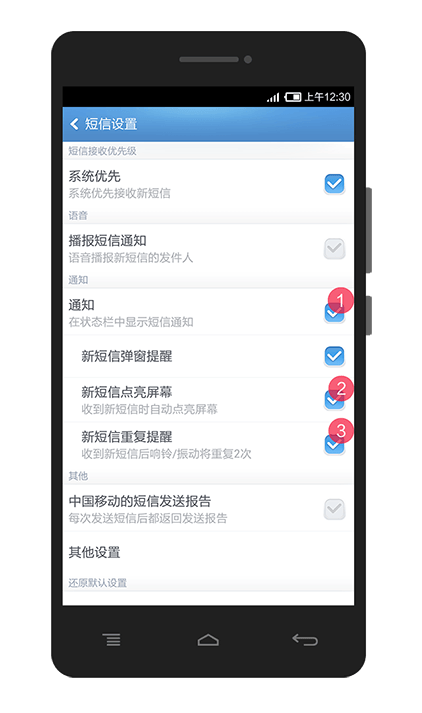 上午12:30
短信设置
短信接收优先级
系统优先
系统优先接收新短信
语音
播报短信通知
语音播报新短信的发件人
通知
通知
1
在状态栏中显示短信通知
新短信弹窗提醒
新短信点亮屏幕
2
收到新短信时自动点亮屏幕
新短信重复提醒
3
收到新短信后响铃/振动将重复2次
其他
中国移动的短信发送报告
每次发送短信后都返回发送报告
其他设置
还原默认设置